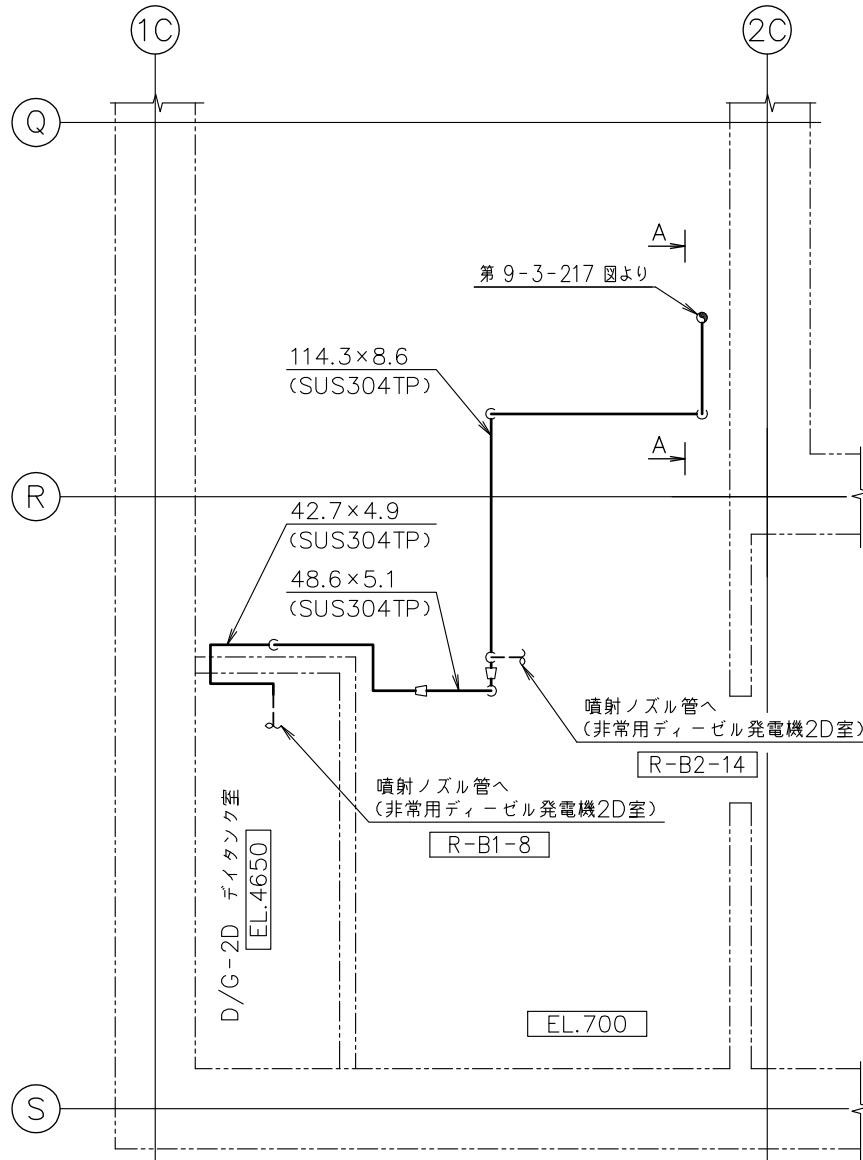 1C
2C
Q
A
第 9-3-217 図より
114.3×8.6
(SUS304TP)
A
R
42.7×4.9
(SUS304TP)
48.6×5.1
(SUS304TP)
噴射ノズル管へ
(非常用ディーゼル発電機2D室)
R-B2-14
噴射ノズル管へ
(非常用ディーゼル発電機2D室)
R-B1-8
D/G-2D デイタンク室
EL.4650
EL.700
S